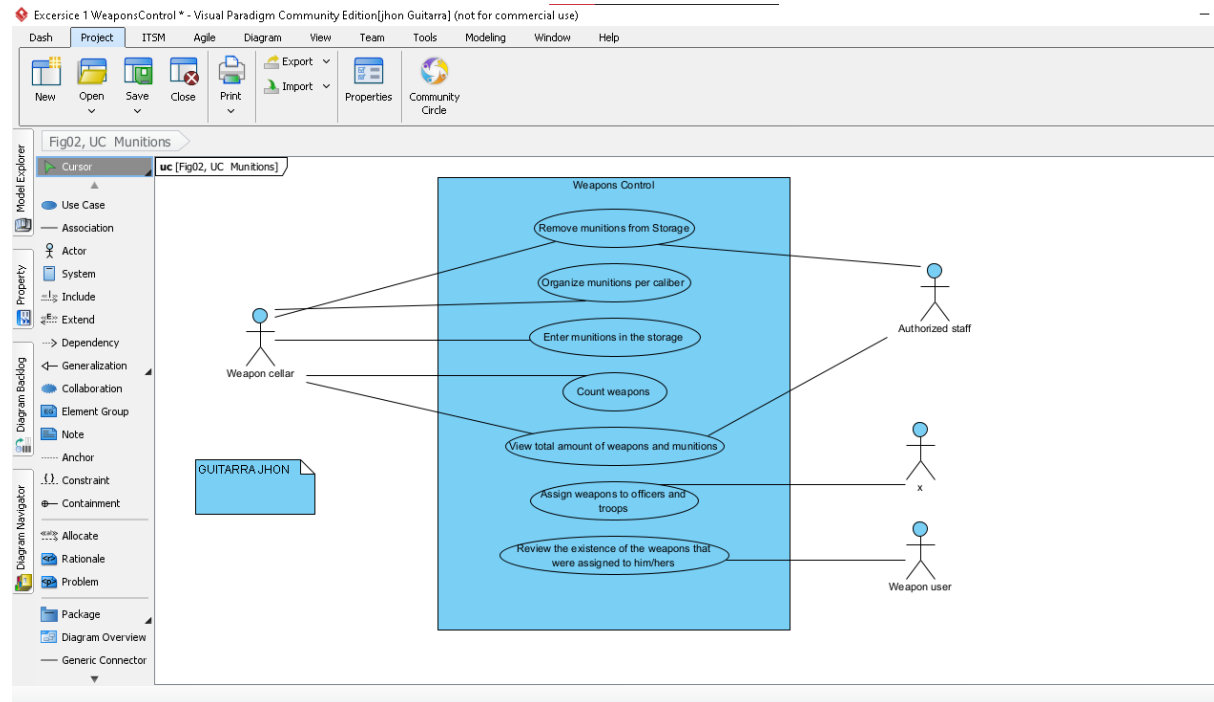 Excersice 1 WeaponsControl * - Visual Paradigm Community Edition[jhon Guitarra] (not for commercial use)
Dash Project ITSM Agile Diagram View Team Tools Modeling Window Help
New Open Save Close Print Export Import Properties Community Circle
Fig02, UC Munitions
Model Explorer
Property
Diagram Backlog
Diagram Navigator
Cursor
Use Case
Association
Actor
System
Include
Extend
Dependency
Generalization
Collaboration
Element Group
Note
Anchor
Constraint
Containment
Allocate
Rationale
Problem
Package
Diagram Overview
Generic Connector
uc [Fig02, UC Munitions]
Weapons Control
Remove munitions from Storage
Organize munitions per caliber
Enter munitions in the storage
Count weapons
View total amount of weapons and munitions
Assign weapons to officers and
troops
Review the existence of the weapons that
were assigned to him/hers
Weapon cellar
GUITARRA JHON
Authorized staff
x
Weapon user